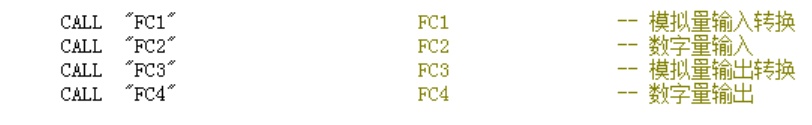 CALL "FC1" FC1 -- 模拟量输入转换
CALL "FC2" FC2 -- 数字量输入
CALL "FC3" FC3 -- 模拟量输出转换
CALL "FC4" FC4 -- 数字量输出